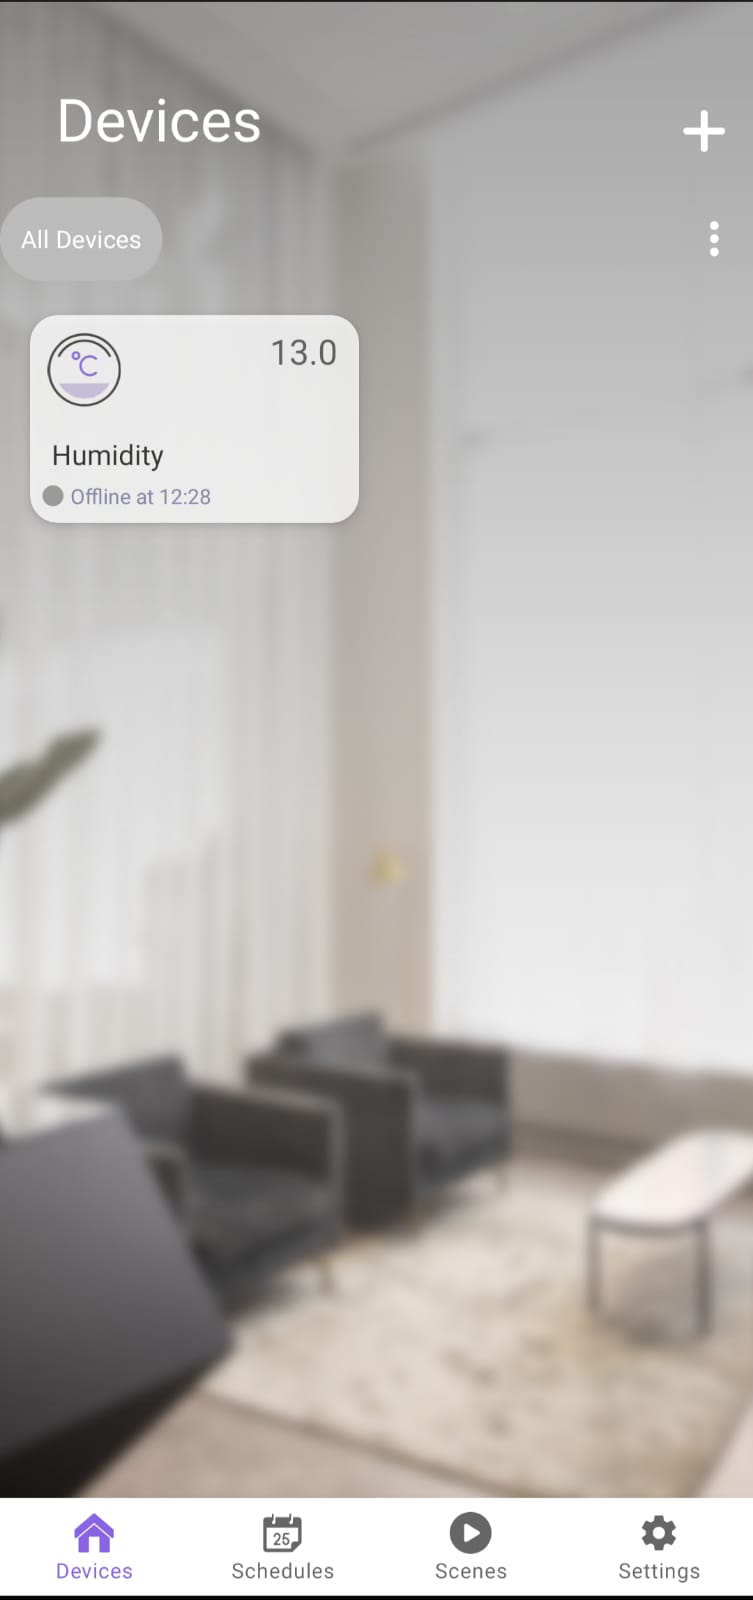 Devices
All Devices
°C
13.0
Humidity
Offline at 12:28
25
Devices
Schedules
Scenes
Settings